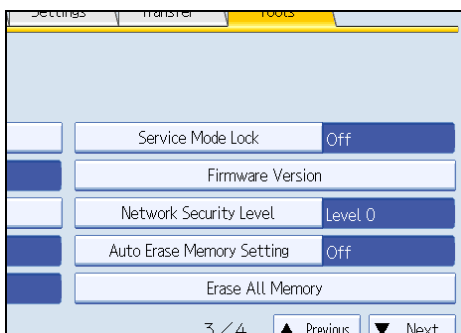 Settings Transfer Tools
Service Mode Lock Off
Firmware Version
Network Security Level Level 0
Auto Erase Memory Setting Off
Erase All Memory
3/4 ▲ Previous ▼ Next